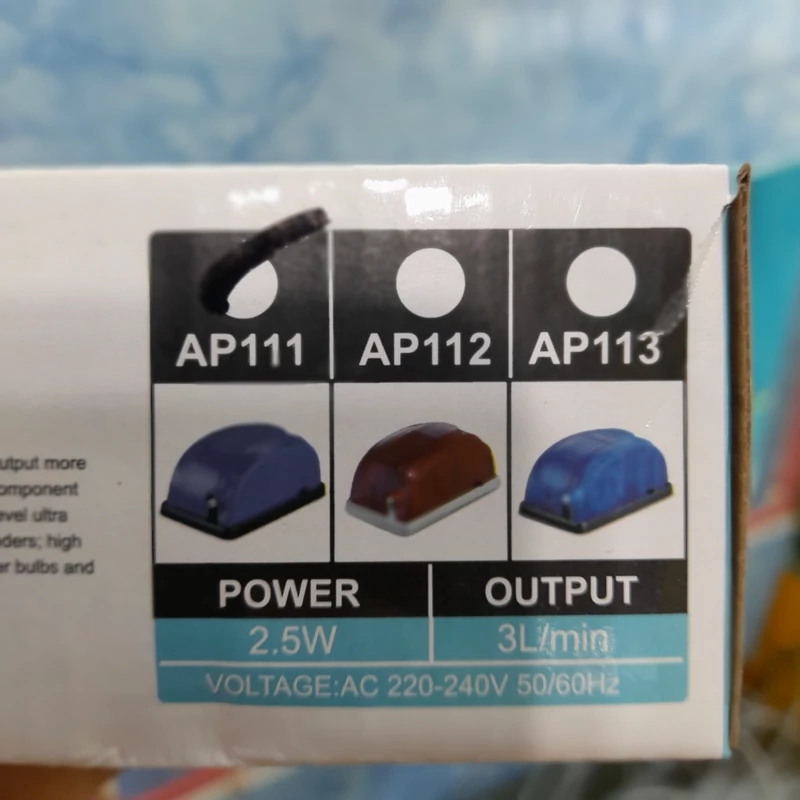 AP111 AP112 AP113
utput more
omponent
evel ultra
ders; high
er bulbs and
POWER OUTPUT
2.5W 3L/min
VOLTAGE:AC 220-240V 50/60Hz